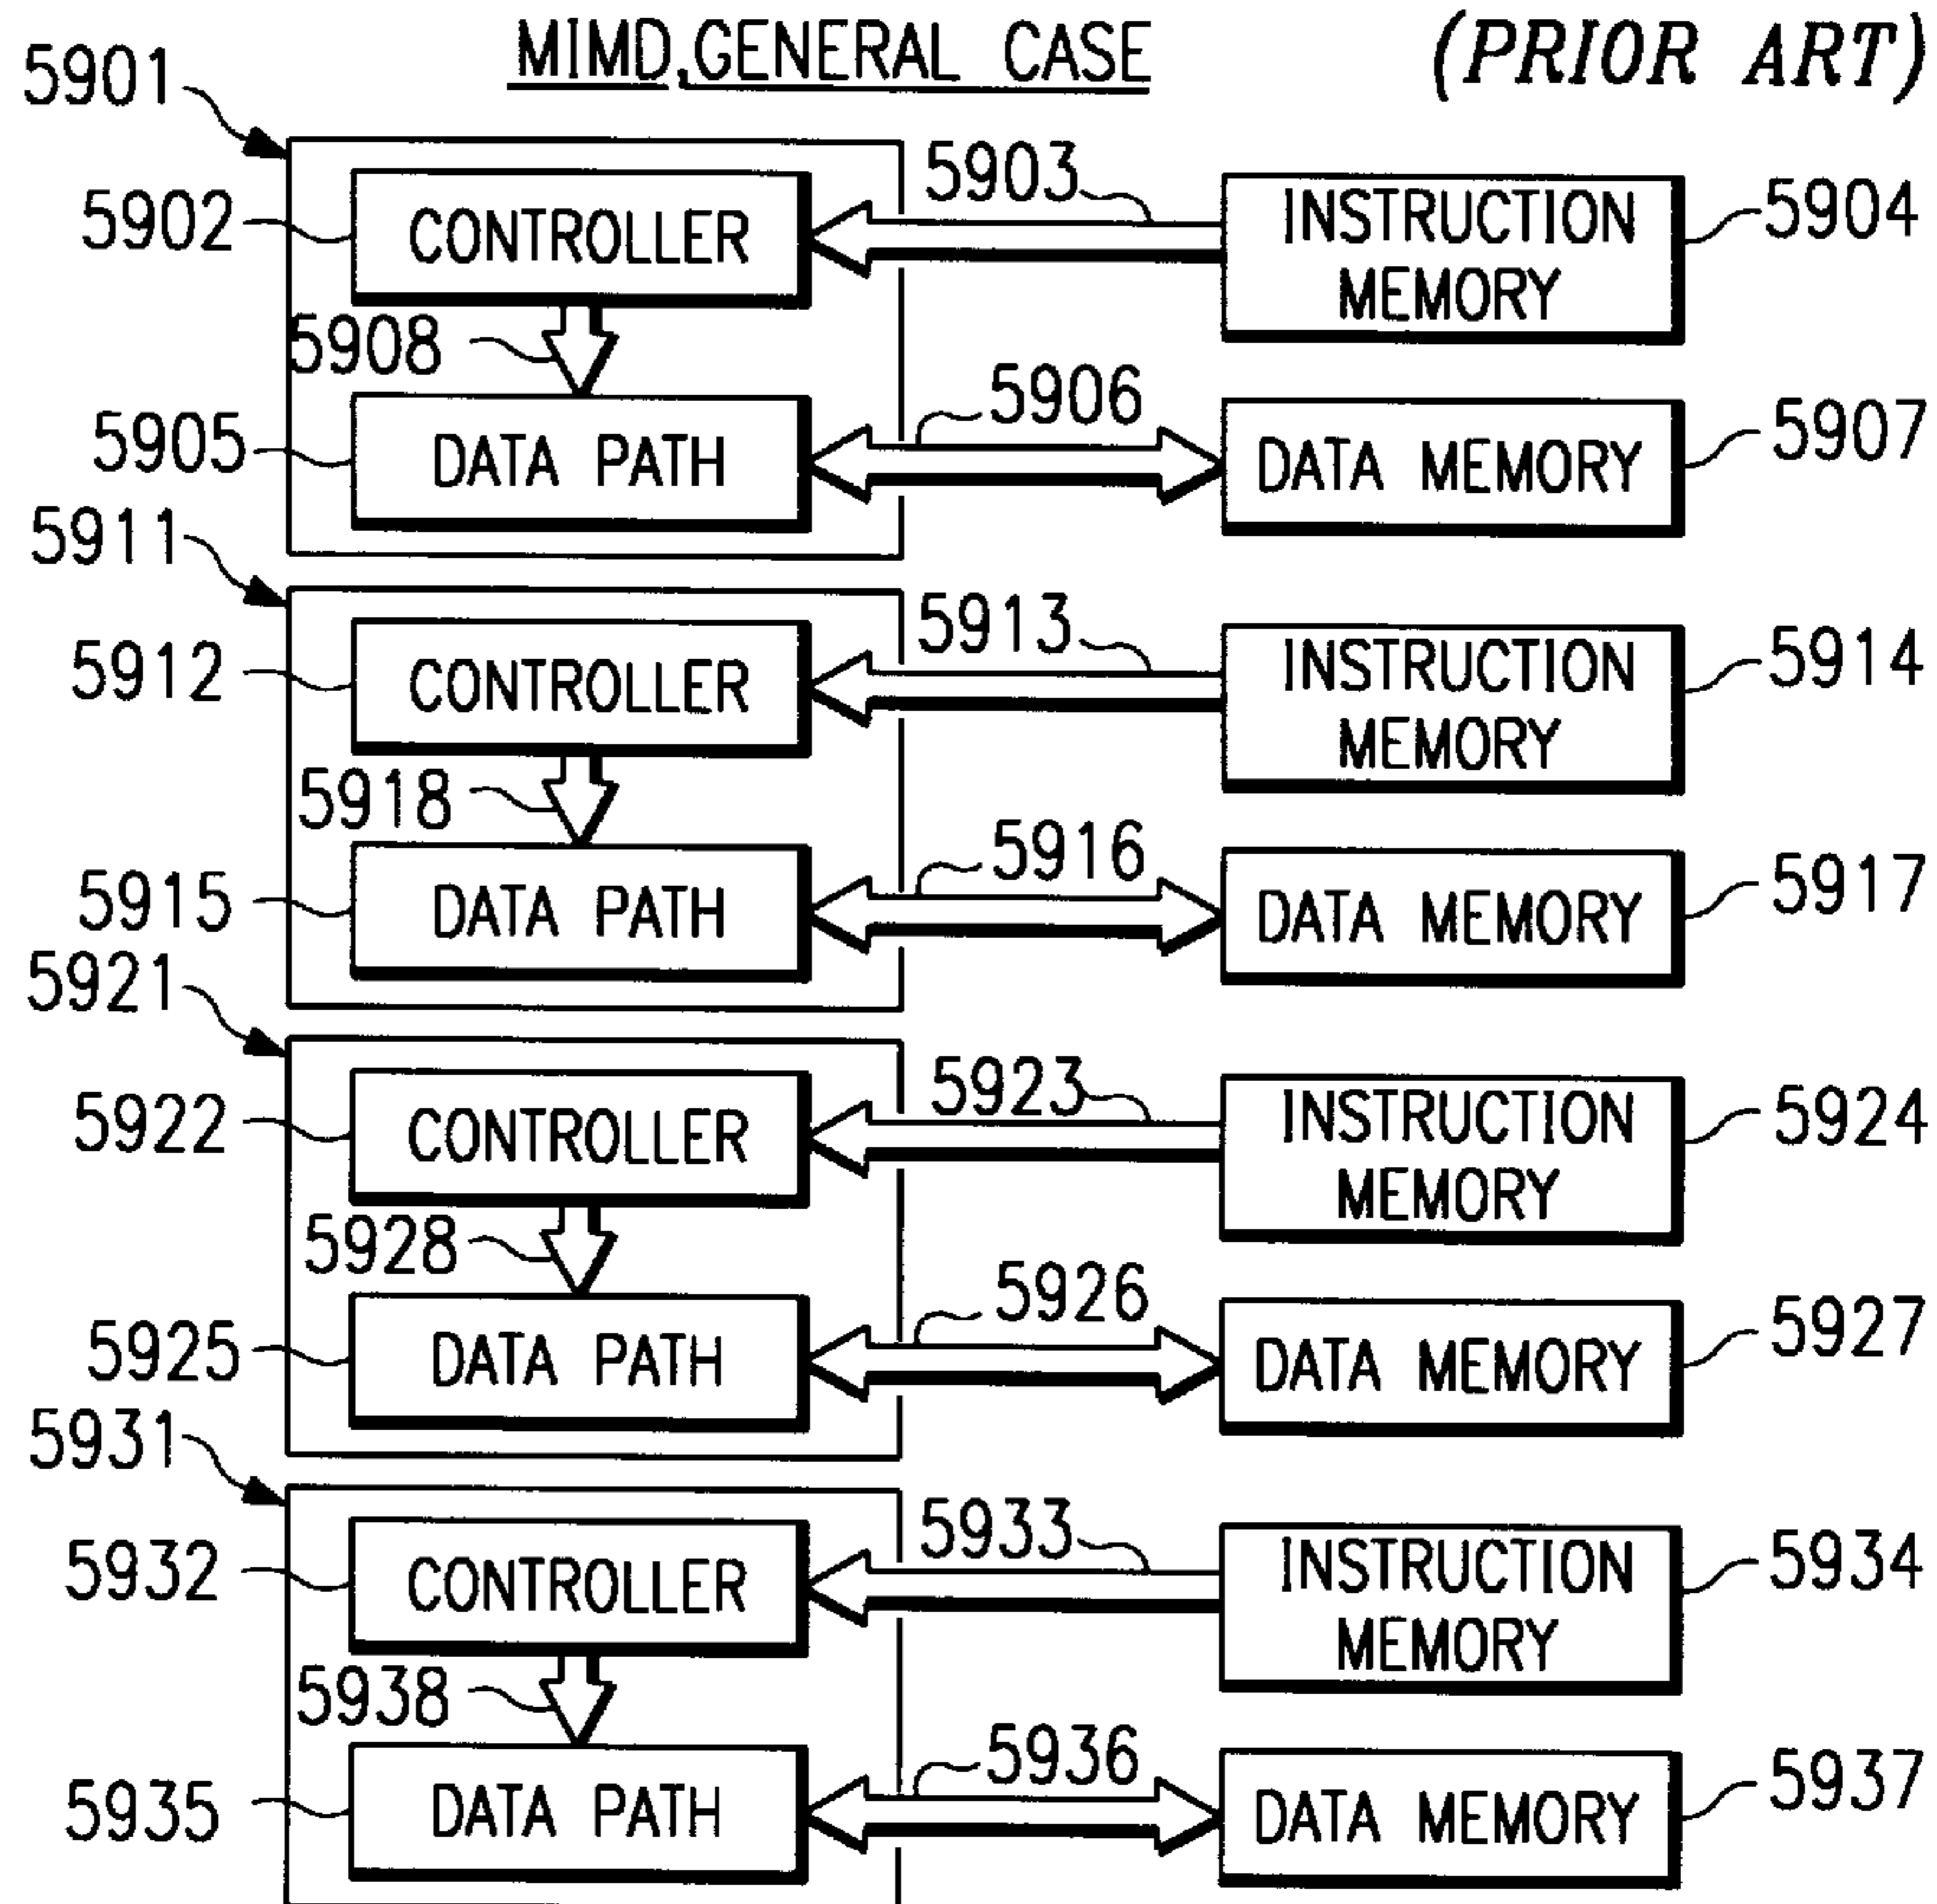 MIMD, GENERAL CASE
(PRIOR ART)
5901
5902
CONTROLLER
5903
INSTRUCTION
MEMORY
5904
5908
5905
DATA PATH
5906
DATA MEMORY
5907
5911
5912
CONTROLLER
5913
INSTRUCTION
MEMORY
5914
5918
5915
DATA PATH
5916
DATA MEMORY
5917
5921
5922
CONTROLLER
5923
INSTRUCTION
MEMORY
5924
5928
5925
DATA PATH
5926
DATA MEMORY
5927
5931
5932
CONTROLLER
5933
INSTRUCTION
MEMORY
5934
5938
5935
DATA PATH
5936
DATA MEMORY
5937